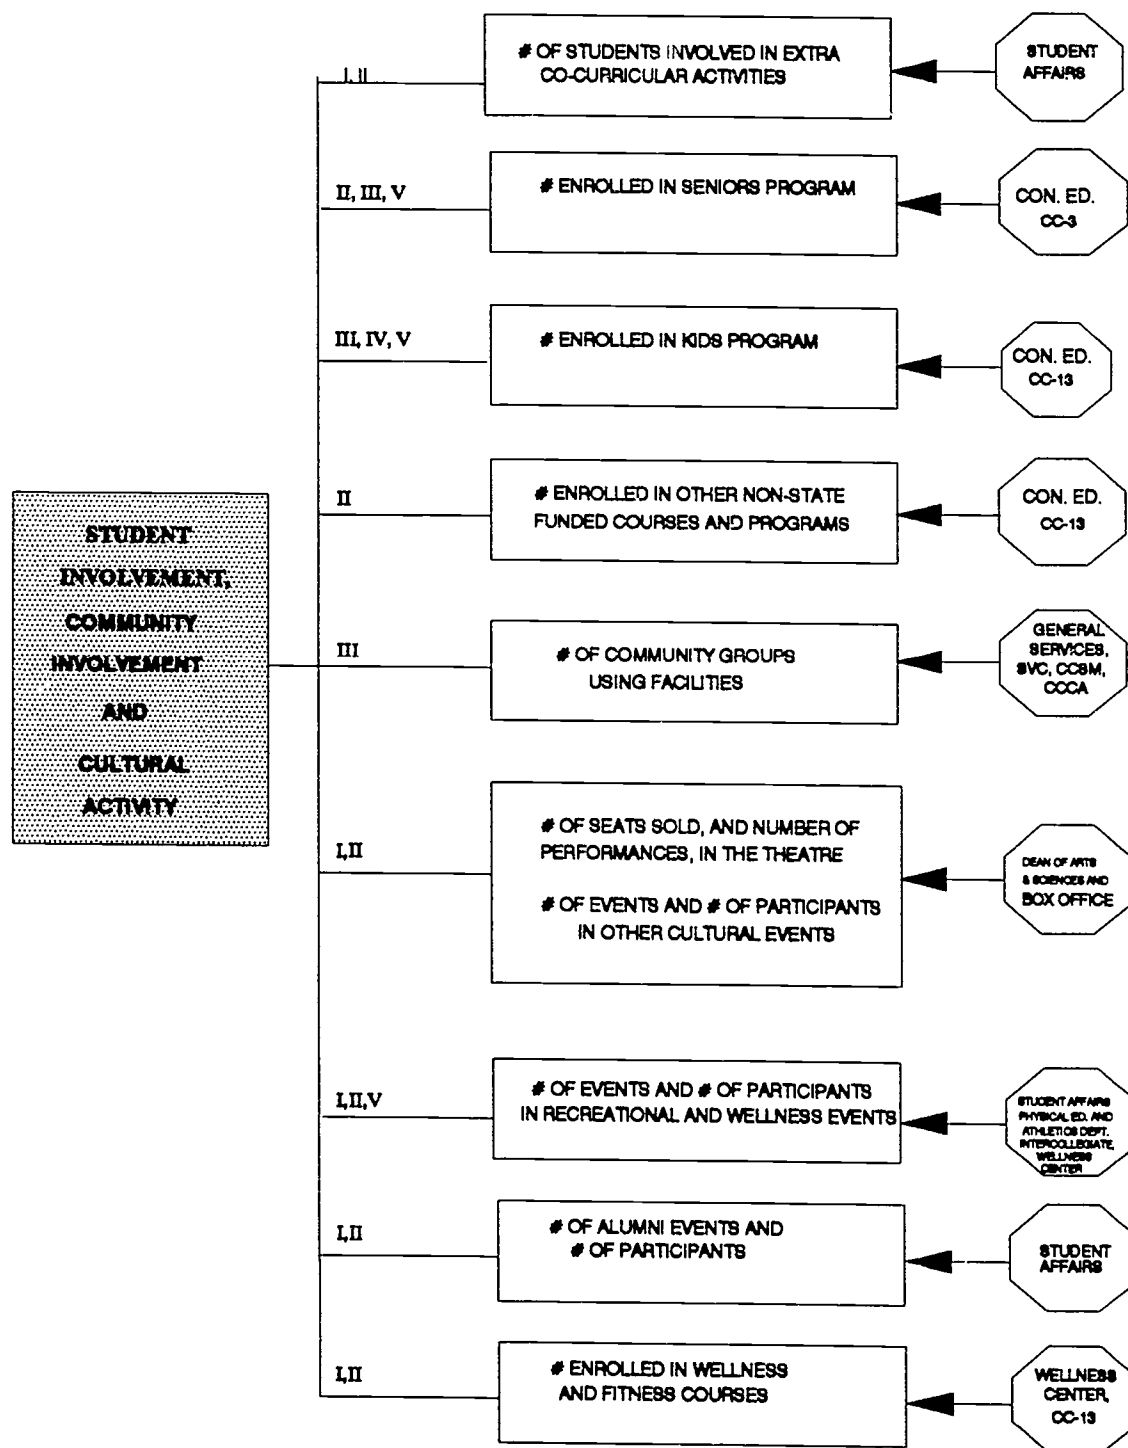 I, II
# OF STUDENTS INVOLVED IN EXTRA
CO-CURRICULAR ACTIVITIES
STUDENT
AFFAIRS
II, III, V
# ENROLLED IN SENIORS PROGRAM
CON. ED.
CC-3
III, IV, V
# ENROLLED IN KIDS PROGRAM
CON. ED.
CC-13
II
# ENROLLED IN OTHER NON-STATE
FUNDED COURSES AND PROGRAMS
CON. ED.
CC-13
STUDENT
INVOLVEMENT,
COMMUNITY
INVOLVEMENT
AND
CULTURAL
ACTIVITY
III
# OF COMMUNITY GROUPS
USING FACILITIES
GENERAL
SERVICES,
SVC, CCSM,
CCCA
I,II
# OF SEATS SOLD, AND NUMBER OF
PERFORMANCES, IN THE THEATRE
# OF EVENTS AND # OF PARTICIPANTS
IN OTHER CULTURAL EVENTS
DEAN OF ARTS
& SCIENCES AND
BOX OFFICE
I,II,V
# OF EVENTS AND # OF PARTICIPANTS
IN RECREATIONAL AND WELLNESS EVENTS
STUDENT AFFAIRS
PHYSICAL ED. AND
ATHLETICS DEPT.
INTERCOLLEGIATE,
WELLNESS
CENTER
I,II
# OF ALUMNI EVENTS AND
# OF PARTICIPANTS
STUDENT
AFFAIRS
I,II
# ENROLLED IN WELLNESS
AND FITNESS COURSES
WELLNESS
CENTER,
CC-13